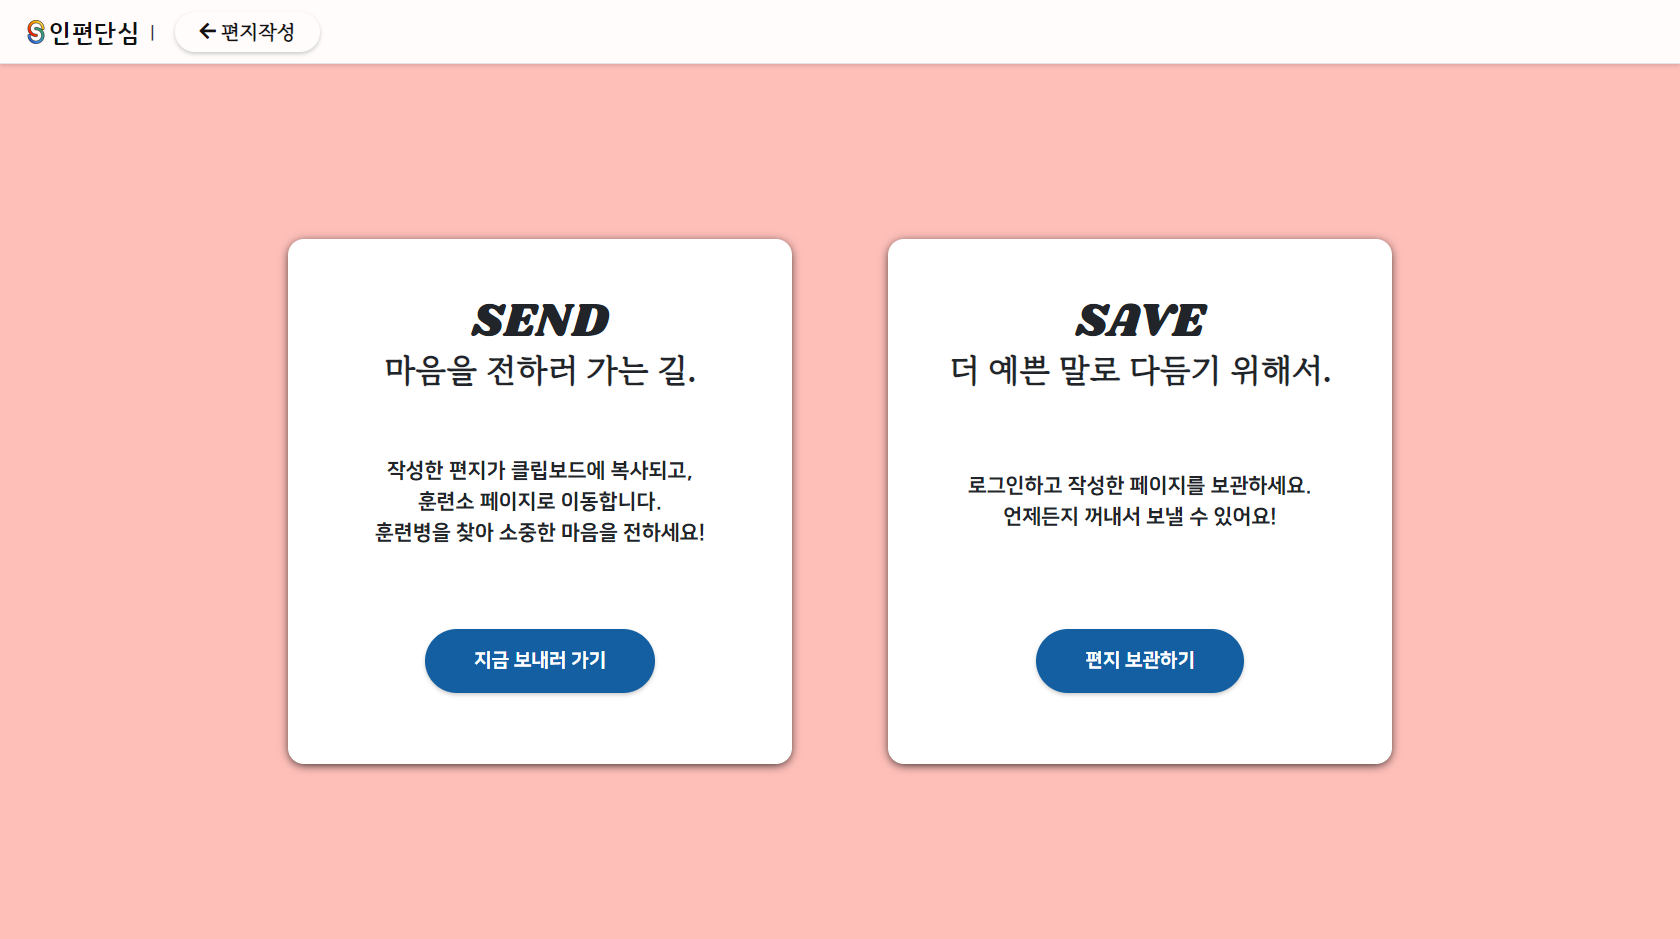 인편단심 | 편지작성
SEND
마음을 전하러 가는 길.
작성한 편지가 클립보드에 복사되고,
훈련소 페이지로 이동합니다.
훈련병을 찾아 소중한 마음을 전하세요!
지금 보내러 가기
SAVE
더 예쁜 말로 다듬기 위해서.
로그인하고 작성한 페이지를 보관하세요.
언제든지 꺼내서 보낼 수 있어요!
편지 보관하기